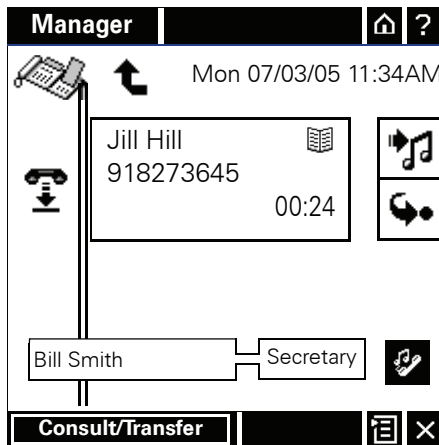 Manager ?
Mon 07/03/05 11:34AM
Jill Hill
918273645
00:24
Bill Smith Secretary
Consult/Transfer